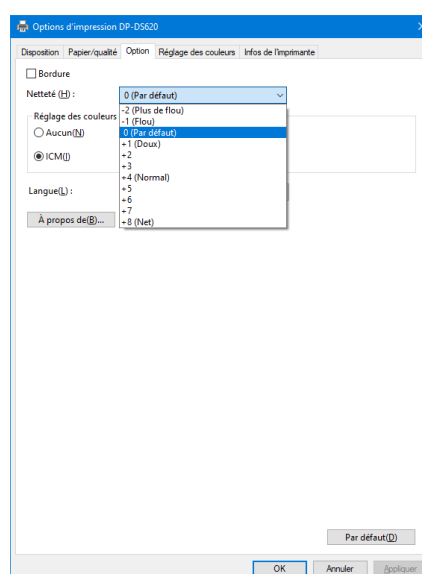 Options d'impression DP-DS620
Disposition Papier/qualité Option Réglage des couleurs Infos de l'imprimante
Bordure
Netteté (H) : 0 (Par défaut)
-2 (Plus de flou)
-1 (Flou)
0 (Par défaut)
+1 (Doux)
+2
+3
+4 (Normal)
+5
+6
+7
+8 (Net)
Réglage des couleurs
Aucun(N)
ICM(I)
Langue(L) :
À propos de(B)...
Par défaut(D)
OK Annuler Appliquer